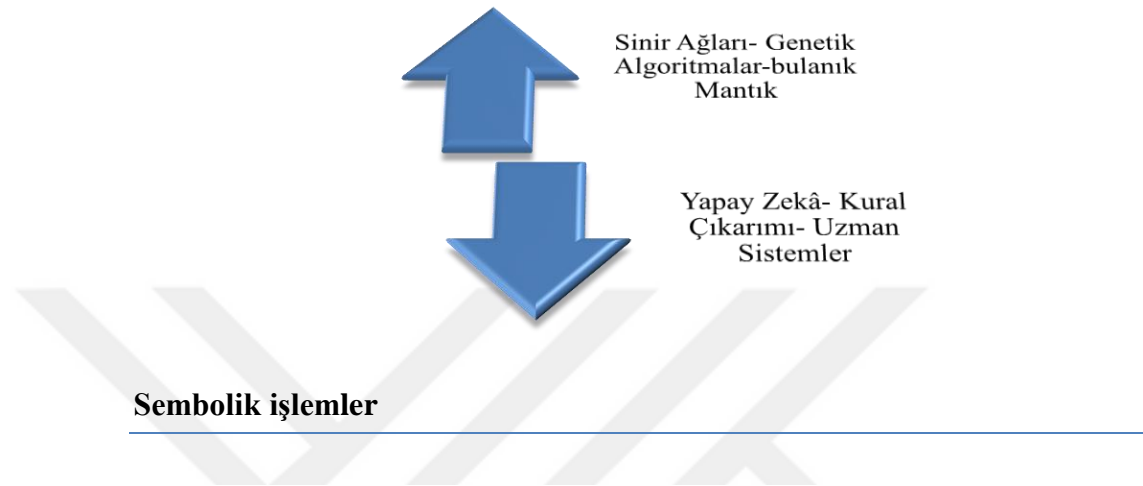 Sinir Ağları- Genetik
Algoritmalar-bulanık
Mantık
Yapay Zekâ- Kural
Çıkarımı- Uzman
Sistemler
Sembolik işlemler